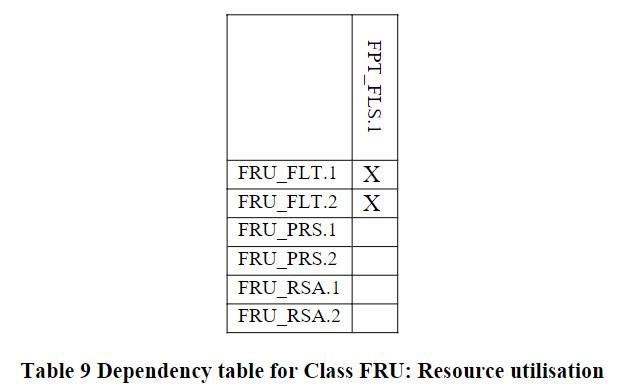 FPT_FLS.1
FRU_FLT.1 X
FRU_FLT.2 X
FRU_PRS.1
FRU_PRS.2
FRU_RSA.1
FRU_RSA.2
Table 9 Dependency table for Class FRU: Resource utilisation